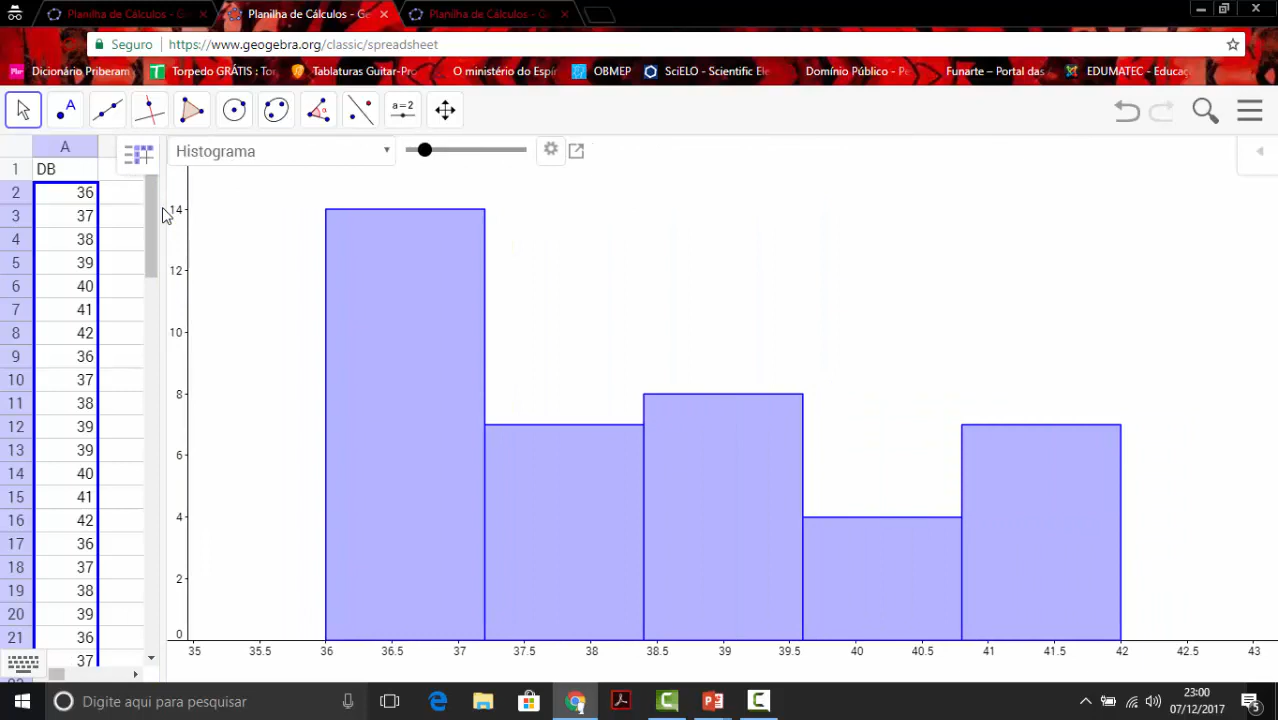 Planilha de Cálculos - G
Planilha de Cálculos - Ge
Planilha de Cálculos - G
Seguro
https://www.geogebra.org/classic/spreadsheet
Dicionário Priberam
Torpedo GRÁTIS : Tor
Tablaturas Guitar-Pro
O ministério do Espír
OBMEP
SciELO - Scientific Ele
Domínio Público - Pe
Funarte – Portal das
EDUMATEC - Educaç
A
a=2
A
Histograma
1 DB
2 36
3 37
4 38
5 39
6 40
7 41
8 42
9 36
10 37
11 38
12 39
13 39
14 40
15 41
16 42
17 36
18 37
19 38
20 39
21 36
37
14
12
10
8
6
4
2
0
35 35.5 36 36.5 37 37.5 38 38.5 39 39.5 40 40.5 41 41.5 42 42.5 43
Digite aqui para pesquisar
23:00
07/12/2017
5